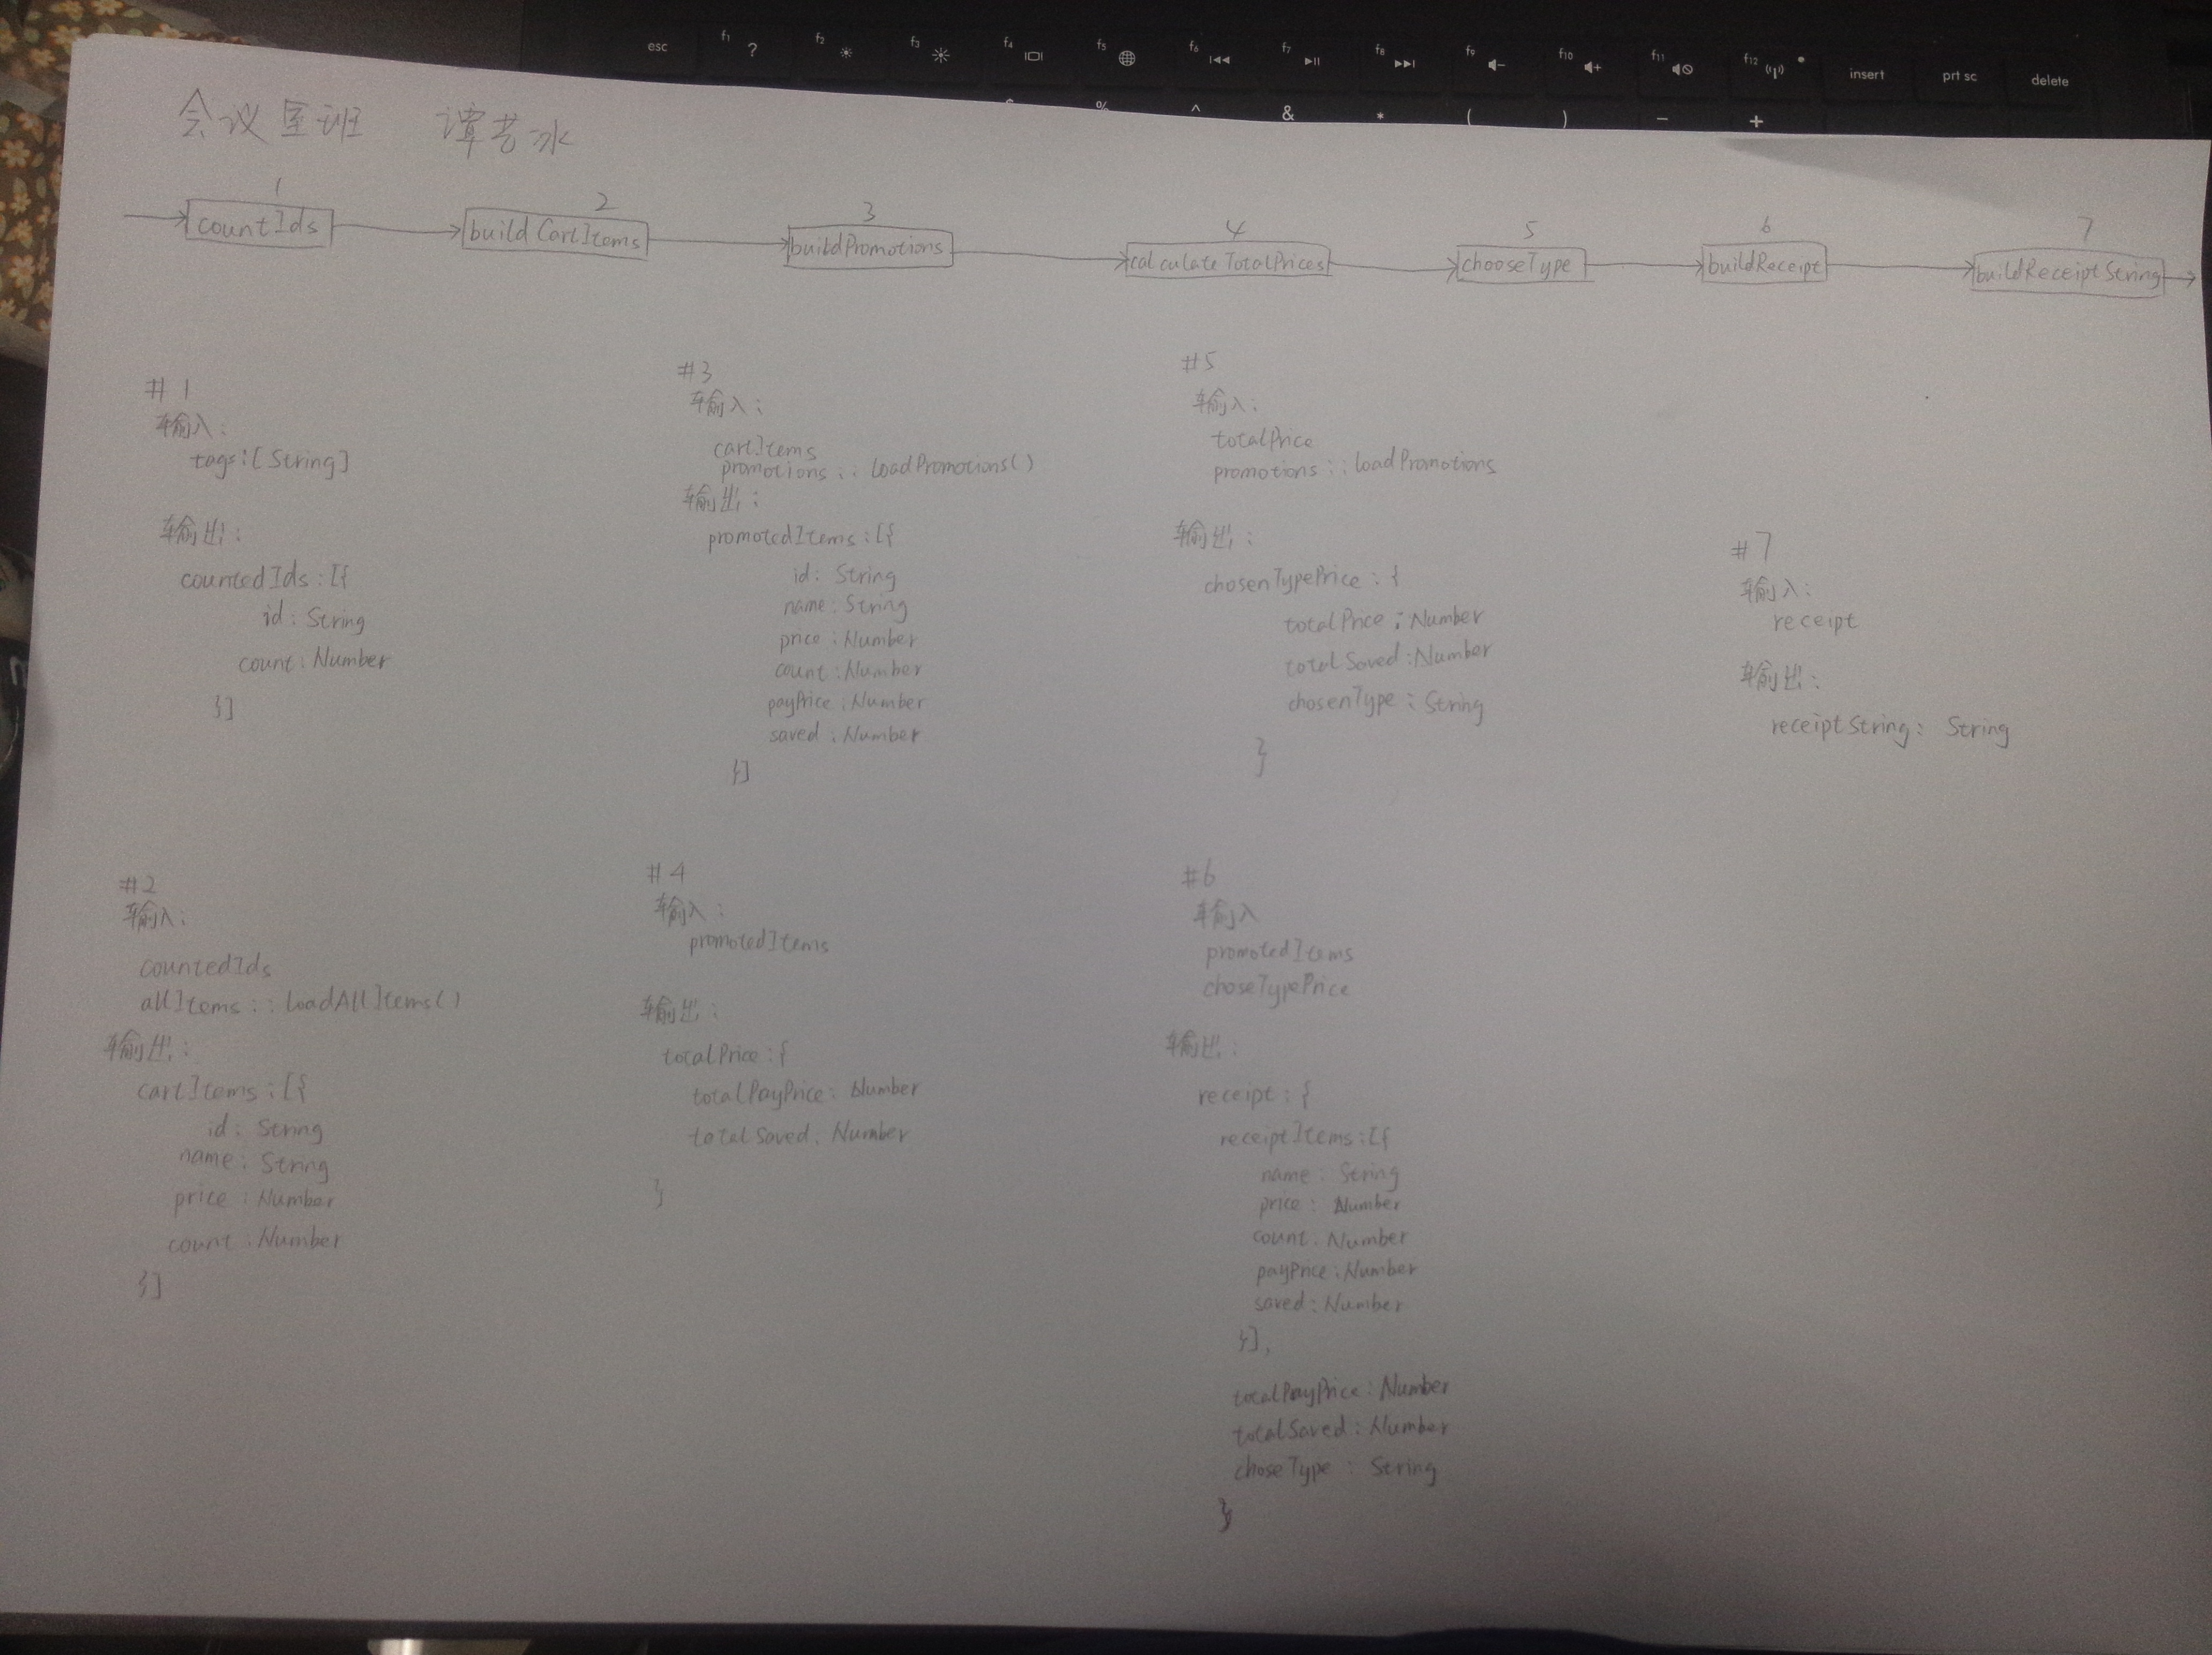 esc f1 ? f2 f3 f4 f5 f6 f7 f8 f9 f10 f11 f12 insert prt sc delete
% ^ & * ( ) – +
会议室班 谭艺冰
1 2 3 4 5 6 7
countIds buildCartItems buildPromotions calculateTotalPrices chooseType buildReceipt buildReceiptString
#1
输入:
tags:[String]
输出:
countedIds:[{
id: String
count: Number
}]
#2
输入:
countedIds
allItems :: loadAllItems()
输出:
cartItems:[{
id: String
name: String
price: Number
count: Number
}]
#3
输入:
cartItems
promotions :: loadPromotions()
输出:
promotedItems:[{
id: String
name: String
price: Number
count: Number
payPrice: Number
saved: Number
}]
#4
输入:
promotedItems
输出:
totalPrice:{
totalPayPrice: Number
totalSaved: Number
}
#5
输入:
totalPrice
promotions :: loadPromotions
输出:
chosenTypePrice:{
totalPrice: Number
totalSaved: Number
chosenType: String
}
#6
输入
promotedItems
choseTypePrice
输出:
receipt:{
receiptItems:[{
name: String
price: Number
count: Number
payPrice: Number
saved: Number
}],
totalPayPrice: Number
totalSaved: Number
choseType: String
}
#7
输入:
receipt
输出:
receiptString: String